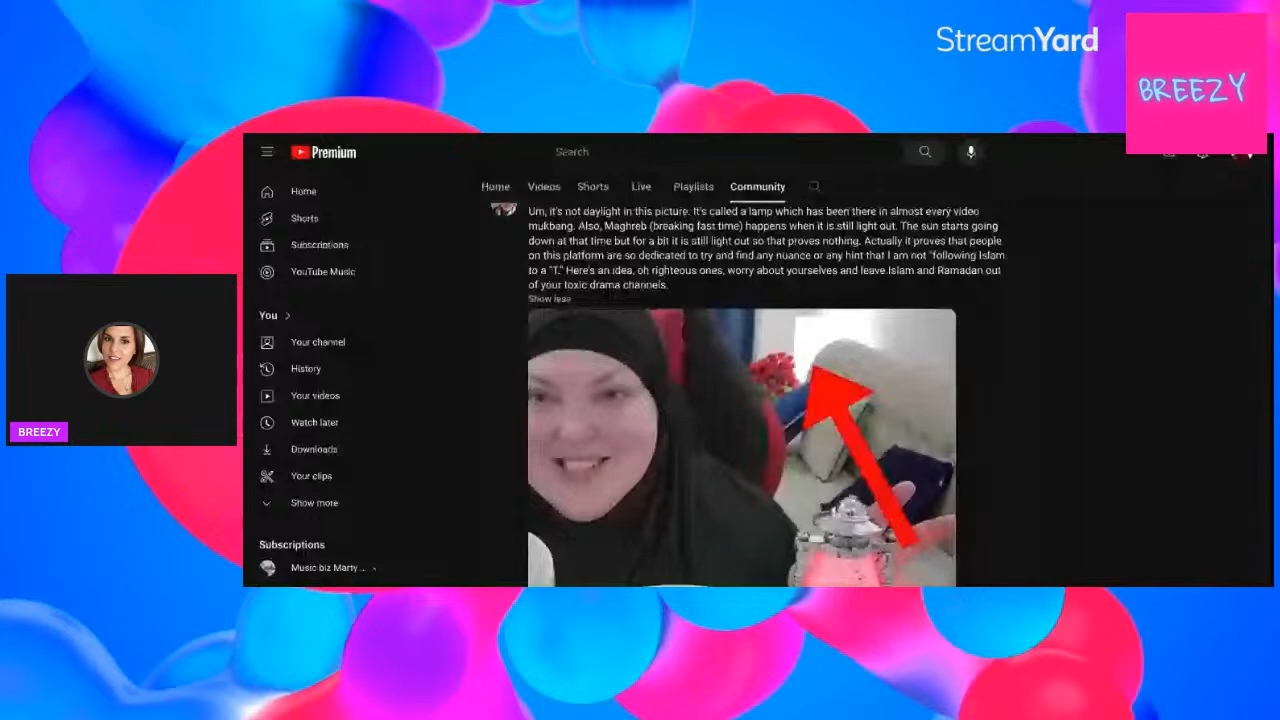 StreamYard
BREEZY
Premium
Search
Home
Videos
Shorts
Live
Playlists
Community
Home
Shorts
Subscriptions
YouTube Music
You
Your channel
History
Your videos
Watch later
Downloads
Your clips
Show more
Subscriptions
Music biz Marty ...
Um, it's not daylight in this picture. It's called a lamp which has been there in almost every video
mukbang. Also, Maghreb (breaking fast time) happens when it is still light out. The sun starts going
down at that time but for a bit it is still light out so that proves nothing. Actually it proves that people
on this platform are so dedicated to try and find any nuance or any hint that I am not "following Islam
to a "T." Here's an idea, oh righteous ones, worry about yourselves and leave Islam and Ramadan out
of your toxic drama channels.
Show less
BREEZY